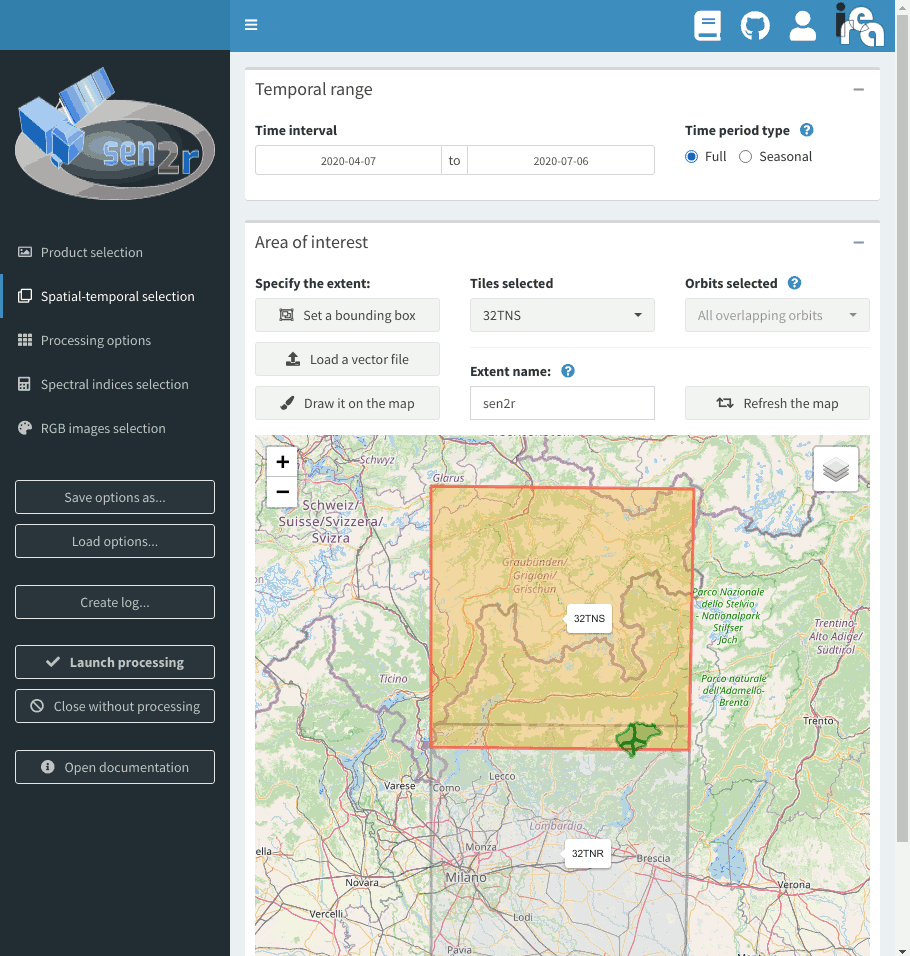 sen2r
Product selection
Spatial-temporal selection
Processing options
Spectral indices selection
RGB images selection
Save options as...
Load options...
Create log...
Launch processing
Close without processing
Open documentation
irea
Temporal range
Time interval
2020-04-07 to 2020-07-06
Time period type
Full Seasonal
Area of interest
Specify the extent:
Set a bounding box
Load a vector file
Draw it on the map
Tiles selected
32TNS
Orbits selected
All overlapping orbits
Extent name:
sen2r
Refresh the map
+
−
Schwyz
Glarus
Schweiz/
Suisse/Svizzera/
Svizra
Graubünden/
Grigioni/
Grischun
32TNS
Parco Nazionale
dello Stelvio
- Nationalpark
Stilfser
Joch
Trentino-
Alto Adige/
Südtirol
Ticino
Parco naturale
dell'Adamello-
Brenta
Trento
Varese
Como
Lecco
Lombardia
32TNR
Monza
Brescia
Milano
Novara
Verona
Vercelli
Lodi
Pavia